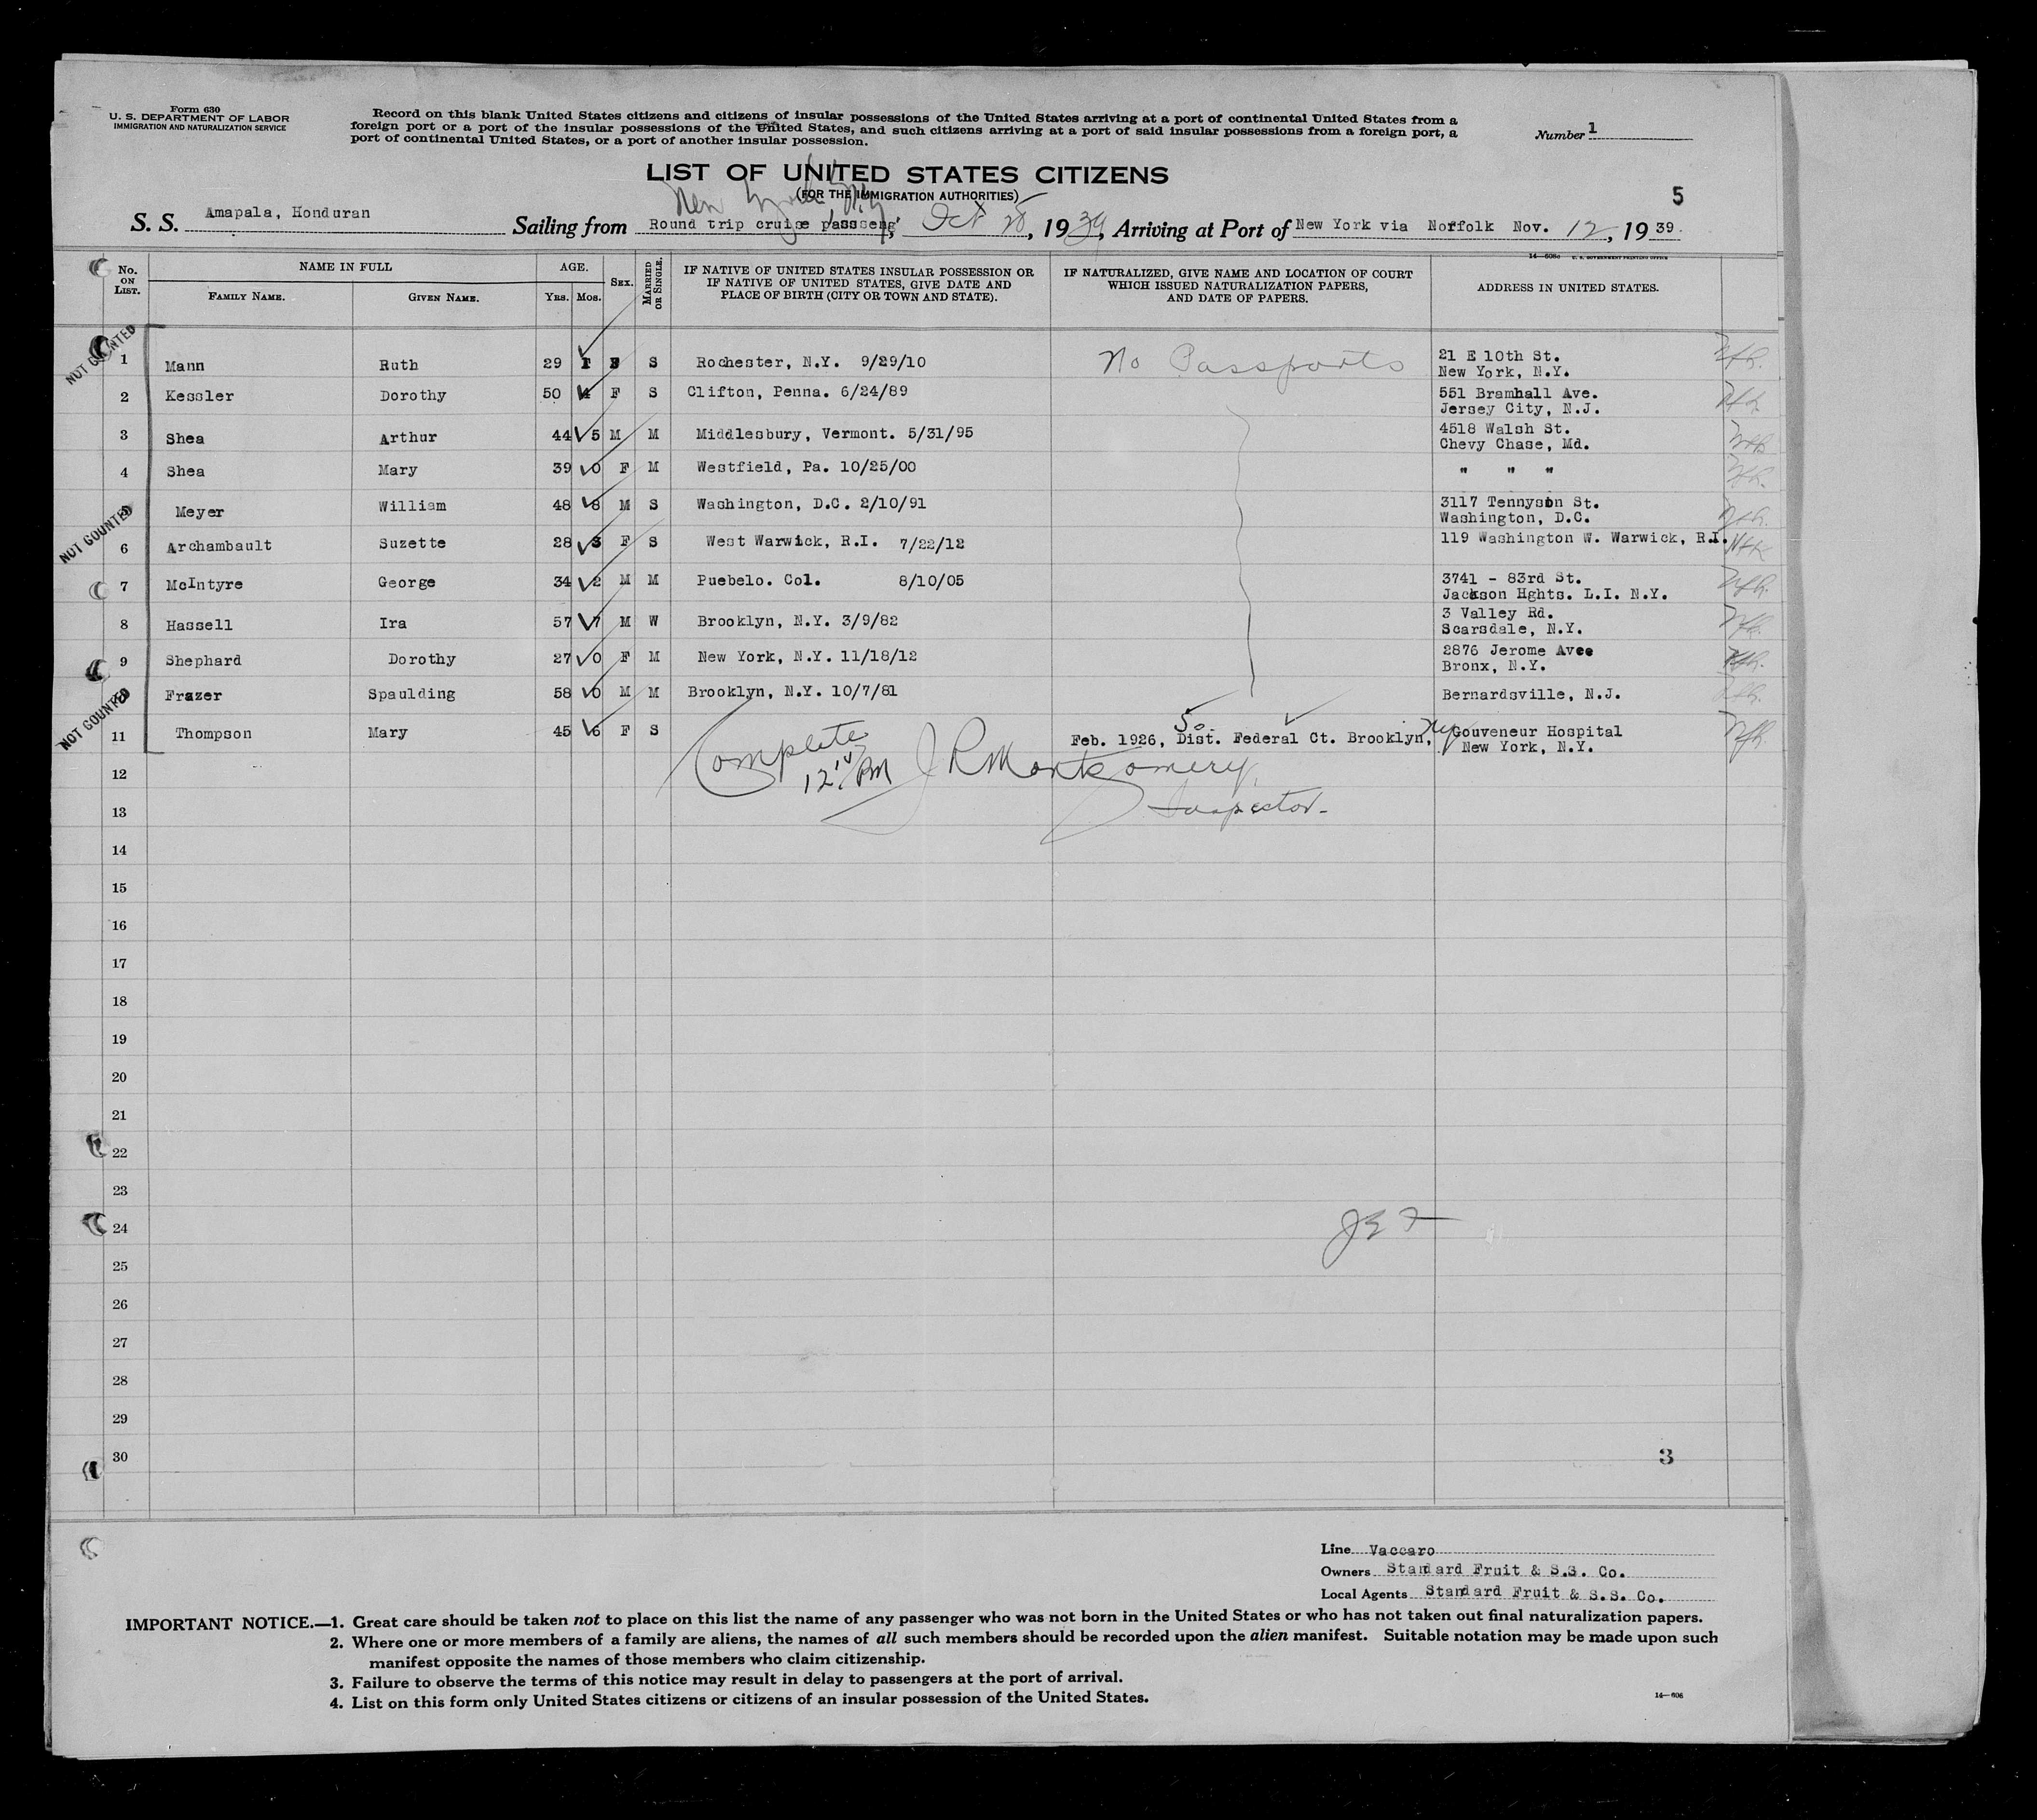 Form 630
U. S. DEPARTMENT OF LABOR
IMMIGRATION AND NATURALIZATION SERVICE
Record on this blank United States citizens and citizens of insular possessions of the United States arriving at a port of continental United States from a
foreign port or a port of the insular possessions of the United States, and such citizens arriving at a port of said insular possessions from a foreign port, a
port of continental United States, or a port of another insular possession.
Number 1
LIST OF UNITED STATES CITIZENS
(FOR THE IMMIGRATION AUTHORITIES)
5
New York, N.Y.
S. S. Amapala, Honduran Sailing from Round trip cruise passeng. Oct 28, 1939, Arriving at Port of New York via Norfolk Nov. 12, 1939.
14—606a U. S. GOVERNMENT PRINTING OFFICE
No. ON LIST. NAME IN FULL FAMILY NAME. GIVEN NAME. AGE. YRS. MOS. SEX. MARRIED OR SINGLE. IF NATIVE OF UNITED STATES INSULAR POSSESSION OR IF NATIVE OF UNITED STATES, GIVE DATE AND PLACE OF BIRTH (CITY OR TOWN AND STATE). IF NATURALIZED, GIVE NAME AND LOCATION OF COURT WHICH ISSUED NATURALIZATION PAPERS, AND DATE OF PAPERS. ADDRESS IN UNITED STATES.
NOT COUNTED
1 Mann Ruth 29 1 S Rochester, N.Y. 9/29/10 No Passports 21 E 10th St.
New York, N.Y.
2 Kessler Dorothy 50 4 F S Clifton, Penna. 6/24/89 551 Bramhall Ave.
Jersey City, N.J.
3 Shea Arthur 44 5 M M Middlesbury, Vermont. 5/31/95 4518 Walsh St.
Chevy Chase, Md.
4 Shea Mary 39 0 F M Westfield, Pa. 10/25/00 " " "
5 Meyer William 48 8 M S Washington, D.C. 2/10/91 3117 Tennyson St.
Washington, D.C.
NOT COUNTED
6 Archambault Suzette 28 3 F S West Warwick, R.I. 7/22/12 119 Washington W. Warwick, R.I.
7 McIntyre George 34 2 M M Puebelo. Col. 8/10/05 3741 - 83rd St.
Jackson Hghts. L.I. N.Y.
8 Hassell Ira 57 7 M W Brooklyn, N.Y. 3/9/82 3 Valley Rd.
Scarsdale, N.Y.
9 Shephard Dorothy 27 0 F M New York, N.Y. 11/18/12 2876 Jerome Avee
Bronx, N.Y.
10 Frazer Spaulding 58 0 M M Brooklyn, N.Y. 10/7/81 Bernardsville, N.J.
NOT COUNTED
11 Thompson Mary 45 6 F S Feb. 1926, So. Dist. Federal Ct. Brooklyn, NY Gouveneur Hospital
New York, N.Y.
Complete
12 PM J R Montgomery
Inspector
12
13
14
15
16
17
18
19
20
21
22
23
24
25
26
27
28
29
30
3
Line Vaccaro
Owners Standard Fruit & S.S. Co.
Local Agents Standard Fruit & S.S. Co.
IMPORTANT NOTICE.—1. Great care should be taken not to place on this list the name of any passenger who was not born in the United States or who has not taken out final naturalization papers.
2. Where one or more members of a family are aliens, the names of all such members should be recorded upon the alien manifest. Suitable notation may be made upon such
manifest opposite the names of those members who claim citizenship.
3. Failure to observe the terms of this notice may result in delay to passengers at the port of arrival.
4. List on this form only United States citizens or citizens of an insular possession of the United States.
14—606